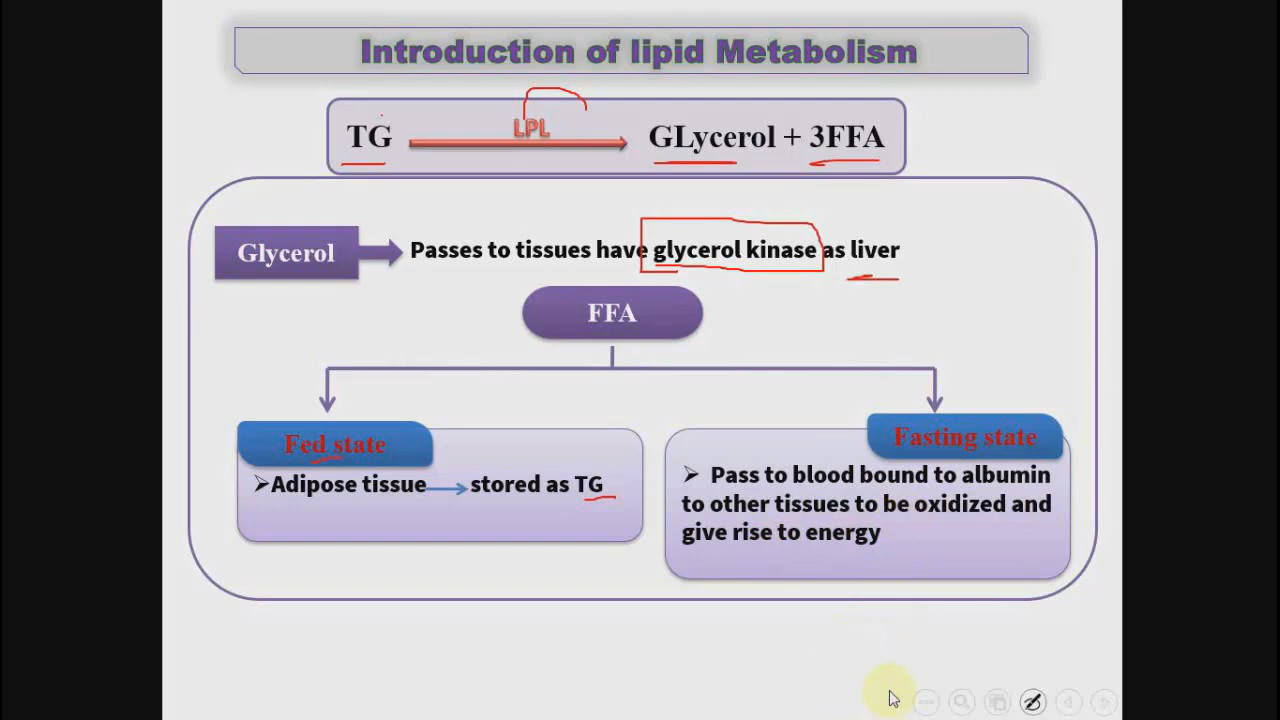 Introduction of lipid Metabolism
LPL
TG GLycerol + 3FFA
Glycerol Passes to tissues have glycerol kinase as liver
FFA
Fed state
Adipose tissue stored as TG
Fasting state
Pass to blood bound to albumin
to other tissues to be oxidized and
give rise to energy